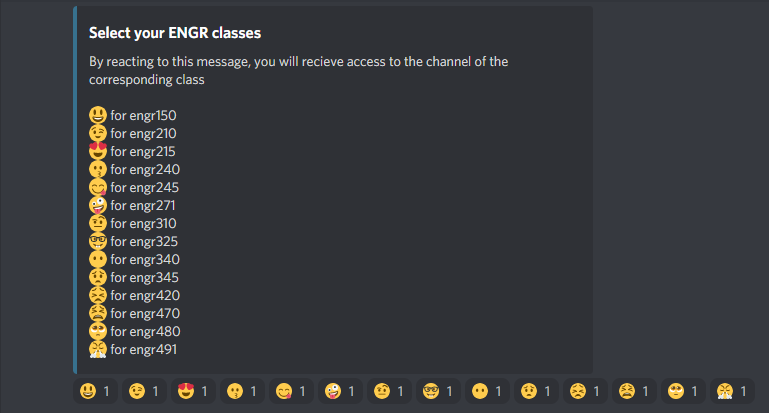 Select your ENGR classes
By reacting to this message, you will recieve access to the channel of the
corresponding class
😃 for engr150
😉 for engr210
😍 for engr215
😗 for engr240
😋 for engr245
🤪 for engr271
🤨 for engr310
🤓 for engr325
😶 for engr340
😟 for engr345
😣 for engr420
😫 for engr470
🥺 for engr480
😤 for engr491
😃 1 😉 1 😍 1 😗 1 😋 1 🤪 1 🤨 1 🤓 1 😶 1 😟 1 😣 1 😫 1 🥺 1 😤 1